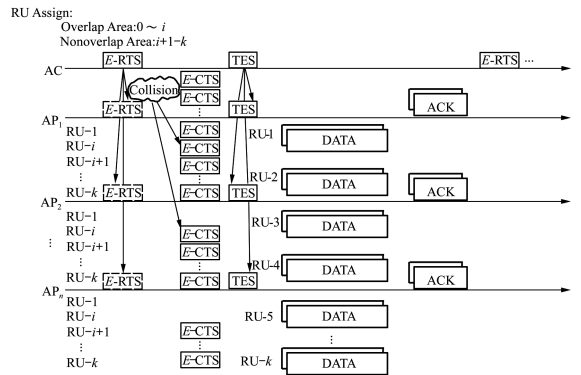 RU Assign:
Overlap Area:0 ~ i
Nonoverlap Area:i+1−k
E-RTS TES E-RTS ...
AC
Collision E-CTS
E-CTS
⋮
E-RTS TES ACK
AP1
RU-1 E-CTS RU-1 DATA
RU-i E-CTS
RU-i+1 E-CTS
⋮ ⋮ RU-2 DATA
RU-k E-RTS E-CTS TES ACK
AP2
RU-1 RU-3 DATA
RU-i E-CTS
⋮ RU-i+1 E-CTS
⋮ ⋮ RU-4 DATA
RU-k E-RTS E-CTS TES ACK
APn
RU-1
RU-i RU-5 DATA
RU-i+1 E-CTS
⋮ ⋮ ⋮
RU-k E-CTS RU-k DATA